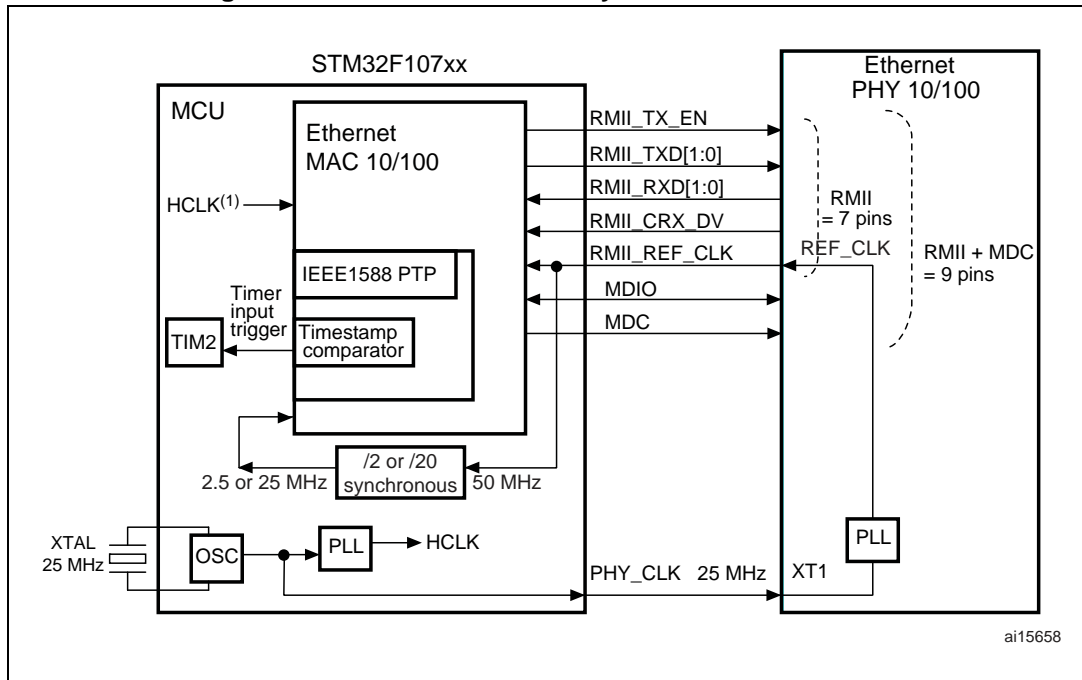 STM32F107xx
MCU
Ethernet
MAC 10/100
HCLK(1)
IEEE1588 PTP
Timer
input
trigger
Timestamp
comparator
TIM2
/2 or /20
synchronous
2.5 or 25 MHz
50 MHz
XTAL
25 MHz
OSC
PLL
HCLK
RMII_TX_EN
RMII_TXD[1:0]
RMII_RXD[1:0]
RMII_CRX_DV
RMII_REF_CLK
MDIO
MDC
PHY_CLK 25 MHz
Ethernet
PHY 10/100
RMII
= 7 pins
REF_CLK
RMII + MDC
= 9 pins
PLL
XT1
ai15658